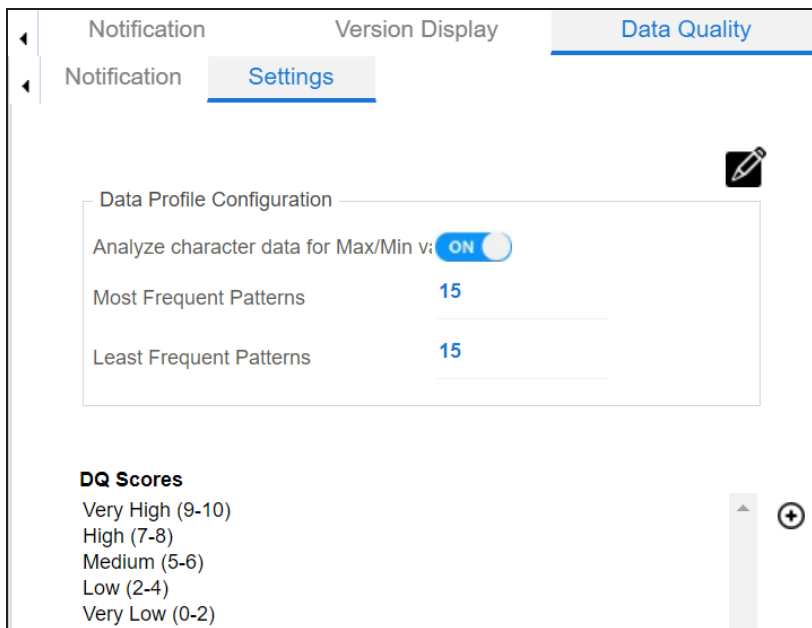 Notification Version Display Data Quality
Notification Settings
Data Profile Configuration
Analyze character data for Max/Min va ON
Most Frequent Patterns 15
Least Frequent Patterns 15
DQ Scores
Very High (9-10)
High (7-8)
Medium (5-6)
Low (2-4)
Very Low (0-2)